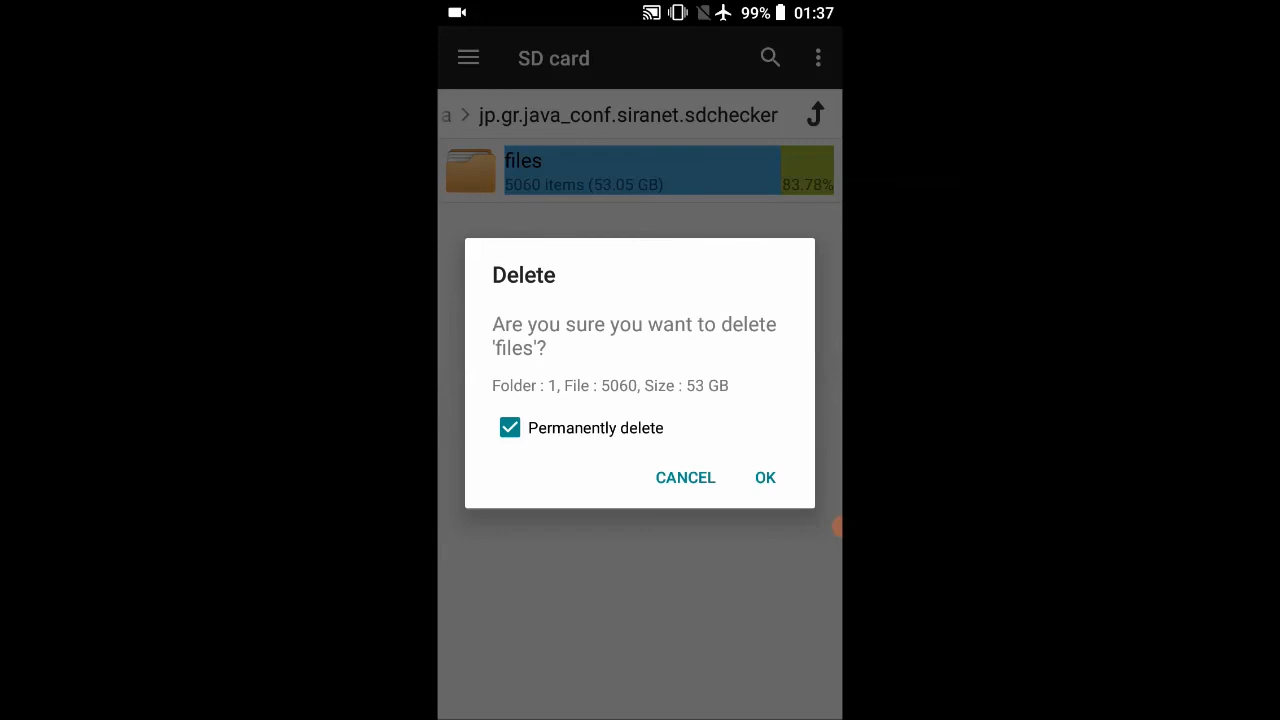 99% 01:37
SD card
a > jp.gr.java_conf.siranet.sdchecker
files
5060 items (53.05 GB) 83.78%
Delete
Are you sure you want to delete
'files'?
Folder : 1, File : 5060, Size : 53 GB
Permanently delete
CANCEL OK